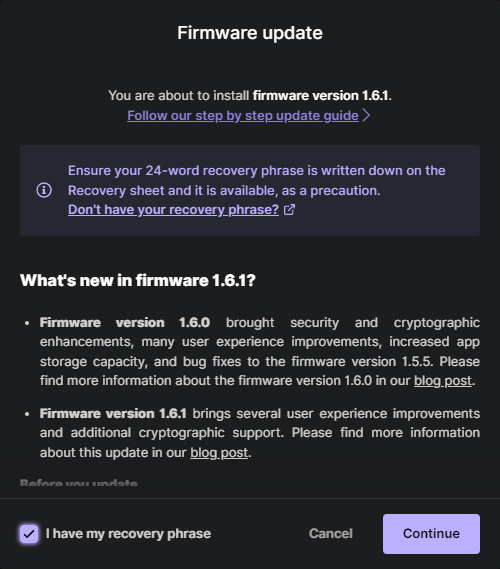 Firmware update
You are about to install firmware version 1.6.1.
Follow our step by step update guide
Ensure your 24-word recovery phrase is written down on the
Recovery sheet and it is available, as a precaution.
Don't have your recovery phrase?
What's new in firmware 1.6.1?
Firmware version 1.6.0 brought security and cryptographic
enhancements, many user experience improvements, increased app
storage capacity, and bug fixes to the firmware version 1.5.5. Please
find more information about the firmware version 1.6.0 in our blog post.
Firmware version 1.6.1 brings several user experience improvements
and additional cryptographic support. Please find more information
about this update in our blog post.
Before you update
I have my recovery phrase
Cancel
Continue